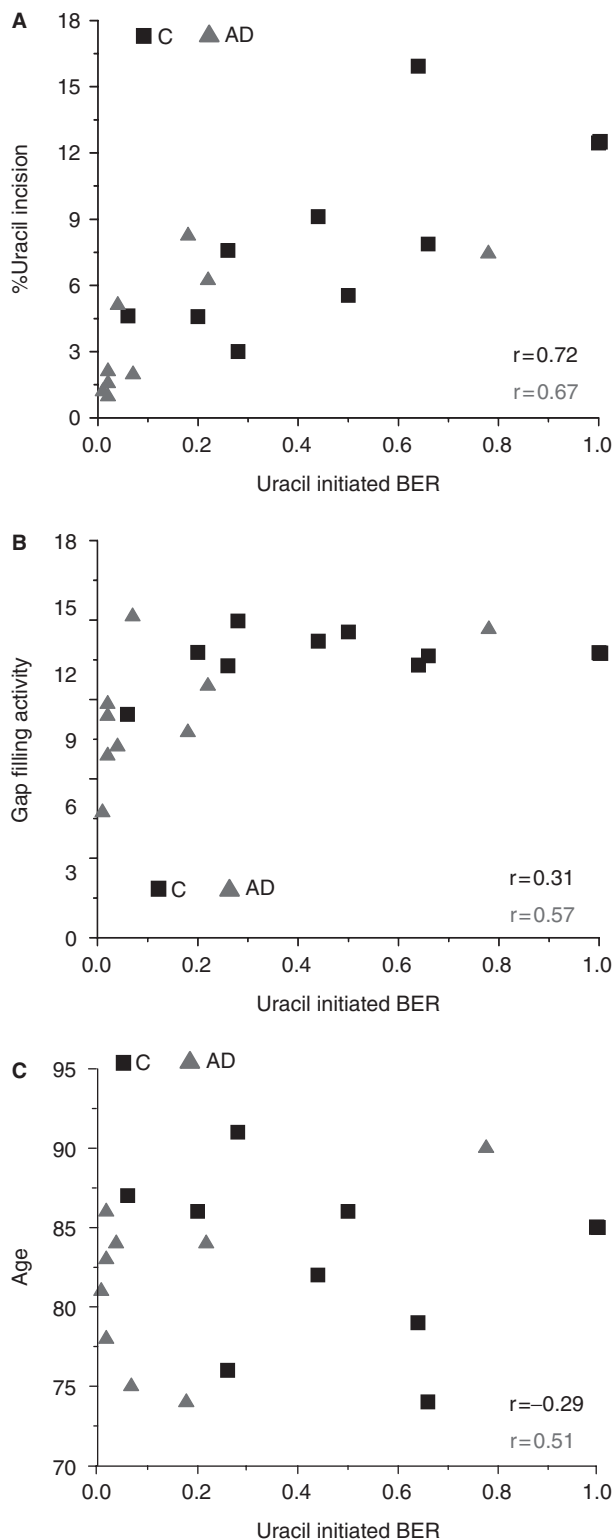 A
C AD
18
15
12
9
6
3
0
%Uracil incision
r=0.72
r=0.67
0.0 0.2 0.4 0.6 0.8 1.0
Uracil initiated BER
B
18
15
12
9
6
3
0
Gap filling activity
C AD
r=0.31
r=0.57
0.0 0.2 0.4 0.6 0.8 1.0
Uracil initiated BER
C
C AD
95
90
85
80
75
70
Age
r=–0.29
r=0.51
0.0 0.2 0.4 0.6 0.8 1.0
Uracil initiated BER